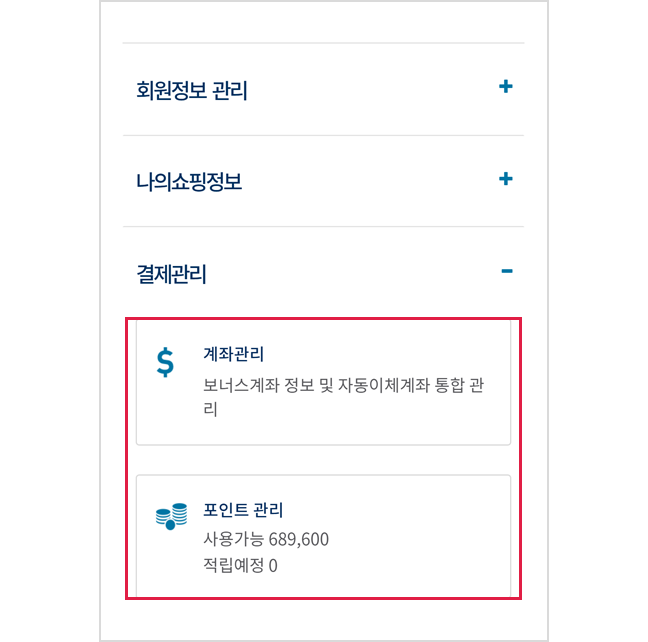 회원정보 관리
나의쇼핑정보
결제관리
계좌관리
보너스계좌 정보 및 자동이체계좌 통합 관
리
포인트 관리
사용가능 689,600
적립예정 0